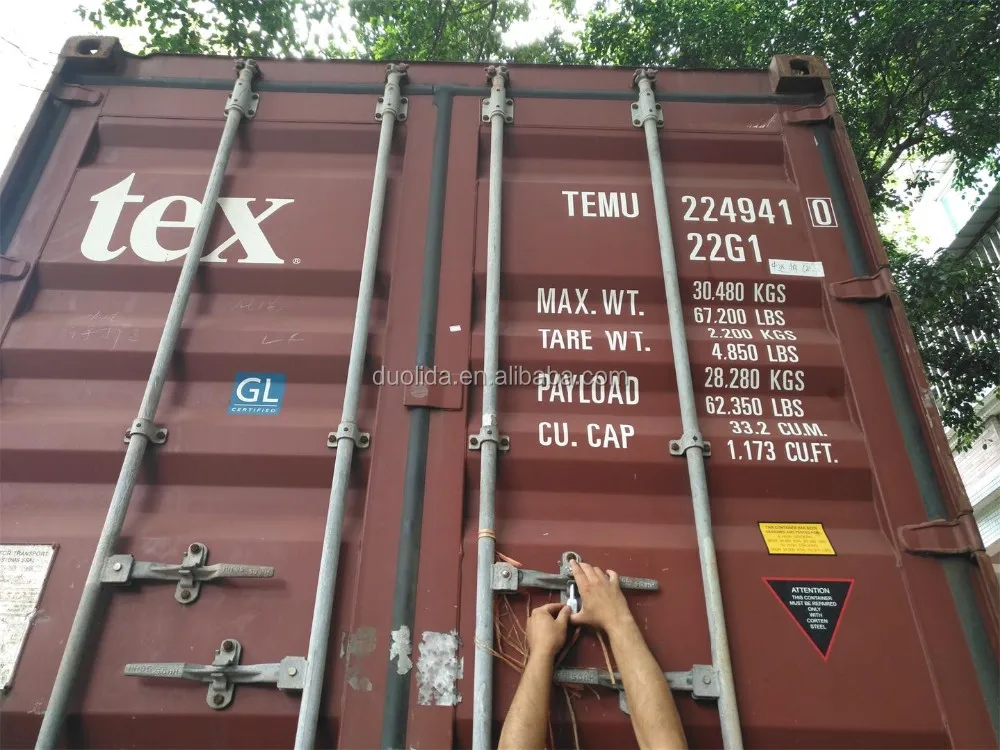 tex
TEMU 224941 0
22G1
MAX. WT. 30.480 KGS
67.200 LBS
TARE WT. 2.200 KGS
4.850 LBS
PAYLOAD 28.280 KGS
62.350 LBS
CU. CAP 33.2 CU.M.
1.173 CU.FT.
duolida.en.alibaba.com
GL
CERTIFIED
ATTENTION
THIS CONTAINER
MUST BE REPAIRED
ONLY
WITH
CORTEN
STEEL